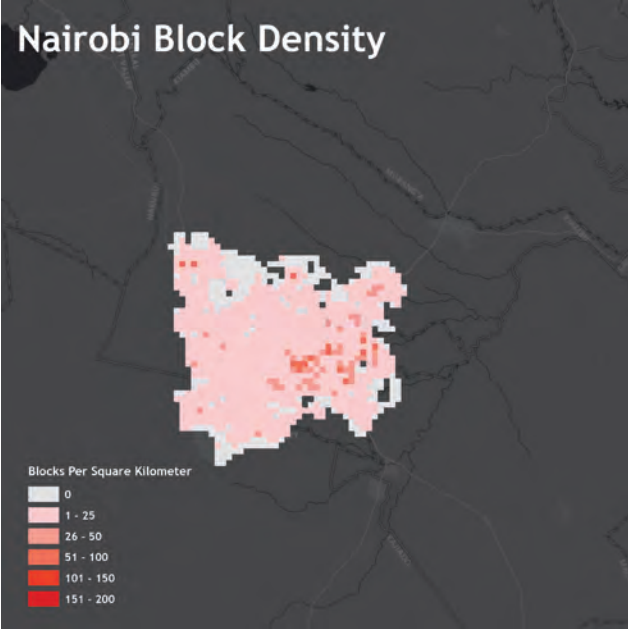 Nairobi Block Density
Blocks Per Square Kilometer
0
1 - 25
26 - 50
51 - 100
101 - 150
151 - 200